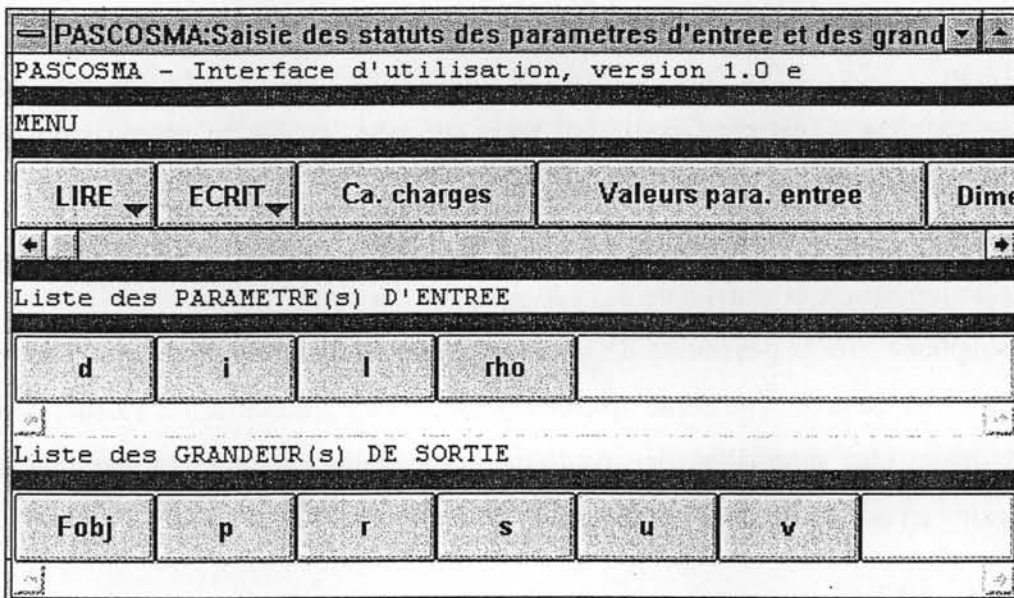 PASCOSMA:Saisie des statuts des parametres d'entree et des grand
PASCOSMA - Interface d'utilisation, version 1.0 e
MENU
LIRE ECRIT Ca. charges Valeurs para. entree Dime
Liste des PARAMETRE(s) D'ENTREE
d i l rho
Liste des GRANDEUR(s) DE SORTIE
Fobj p r s u v